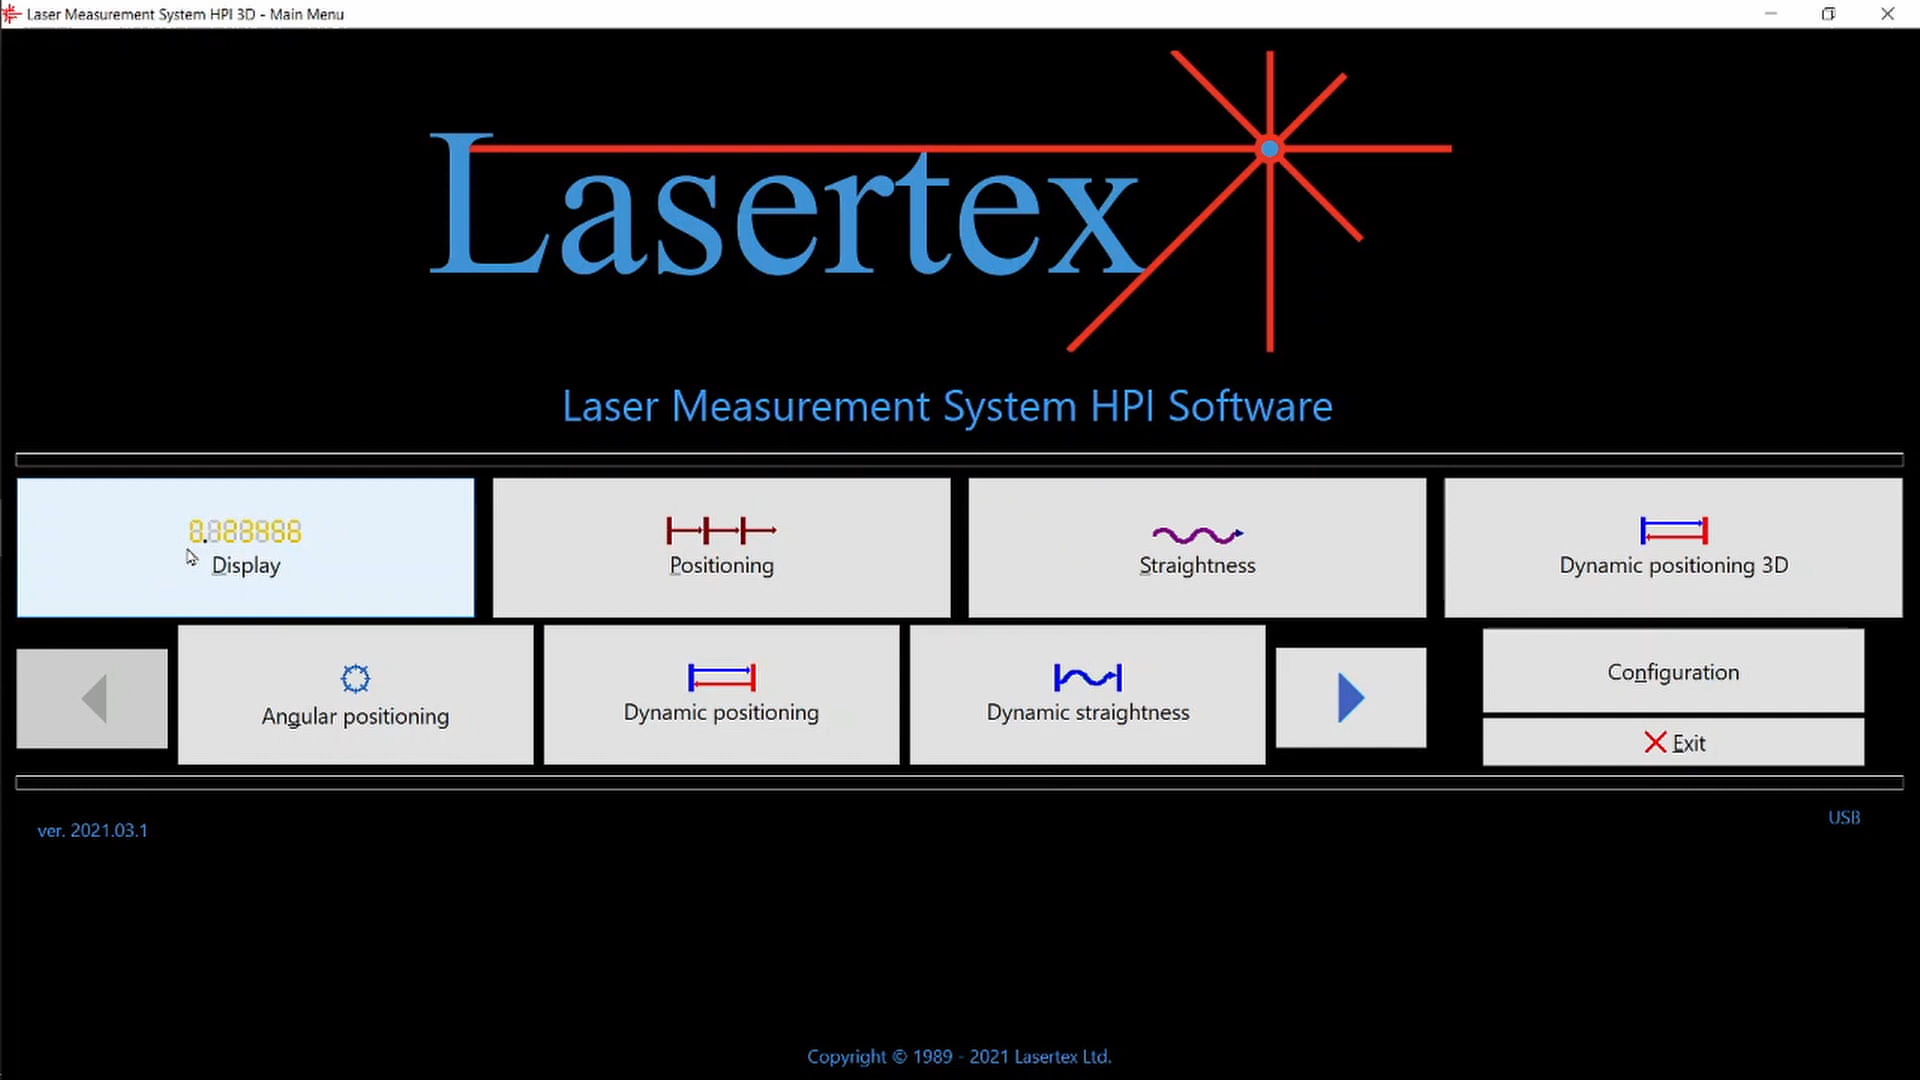 Laser Measurement System HPI 3D - Main Menu
Lasertex
Laser Measurement System HPI Software
8.888888
Display
Positioning
Straightness
Dynamic positioning 3D
Angular positioning
Dynamic positioning
Dynamic straightness
Configuration
Exit
ver. 2021.03.1
USB
Copyright © 1989 - 2021 Lasertex Ltd.